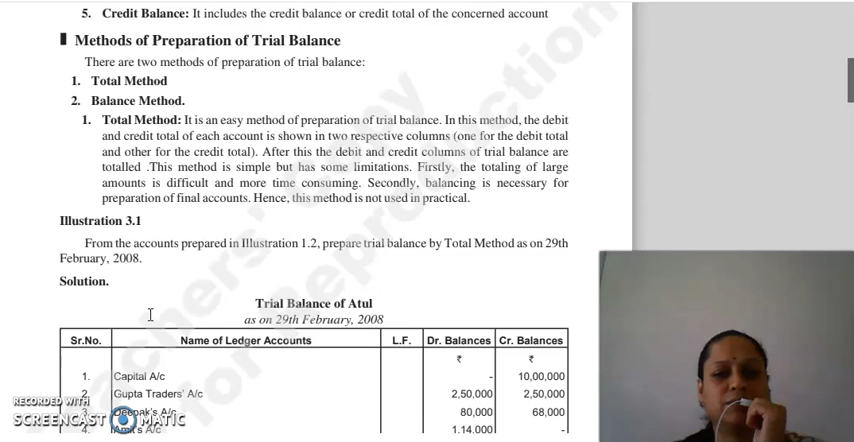 5. Credit Balance: It includes the credit balance or credit total of the concerned account
Methods of Preparation of Trial Balance
There are two methods of preparation of trial balance:
1. Total Method
2. Balance Method.
1. Total Method: It is an easy method of preparation of trial balance. In this method, the debit
and credit total of each account is shown in two respective columns (one for the debit total
and other for the credit total). After this the debit and credit columns of trial balance are
totalled .This method is simple but has some limitations. Firstly, the totaling of large
amounts is difficult and more time consuming. Secondly, balancing is necessary for
preparation of final accounts. Hence, this method is not used in practical.
Illustration 3.1
From the accounts prepared in Illustration 1.2, prepare trial balance by Total Method as on 29th
February, 2008.
Solution.
Trial Balance of Atul
as on 29th February, 2008
Sr.No. Name of Ledger Accounts L.F. Dr. Balances Cr. Balances
₹ ₹
1. Capital A/c - 10,00,000
2. Gupta Traders' A/c 2,50,000 2,50,000
3. Deepak's A/c 80,000 68,000
4. Amit's A/c 1,14,000 -
RECORDED WITH
SCREENCAST MATIC
Teachers' Copy
for Reproduction